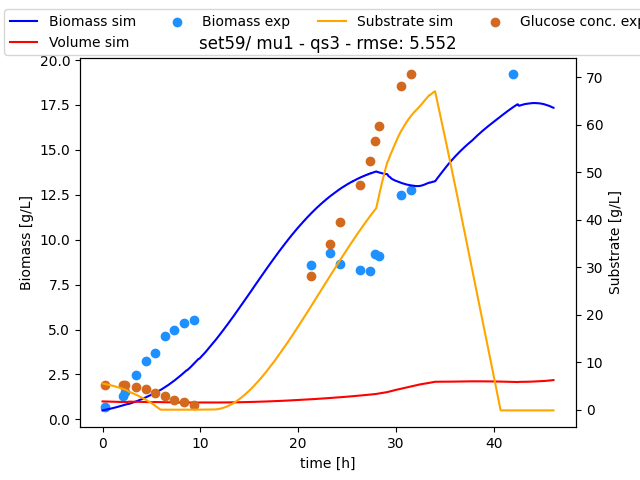 Biomass sim Biomass exp Substrate sim Glucose conc. exp
Volume sim
set59/ mu1 - qs3 - rmse: 5.552
20.0
17.5
15.0
12.5
10.0
7.5
5.0
2.5
0.0
Biomass [g/L]
70
60
50
40
30
20
10
0
Substrate [g/L]
0 10 20 30 40
time [h]